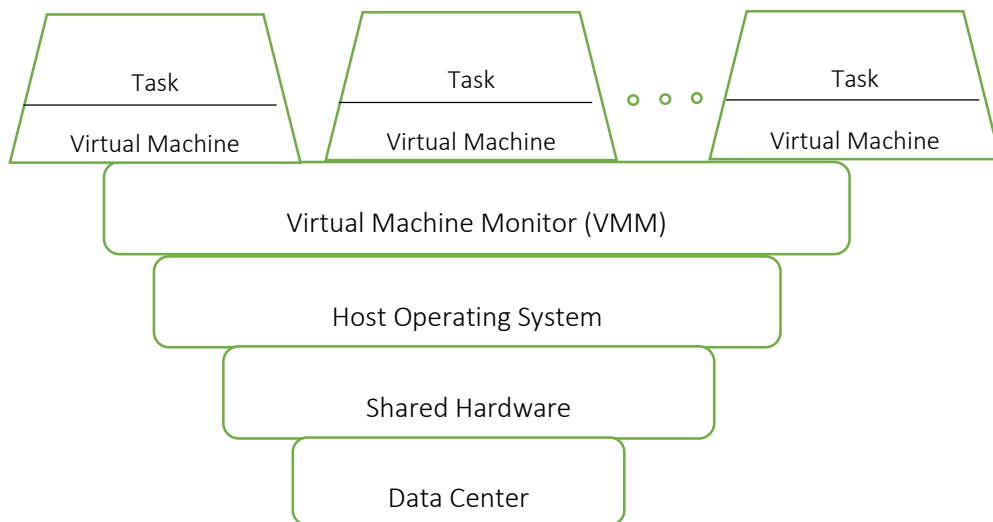 Task
Virtual Machine
Task
Virtual Machine
Task
Virtual Machine
Virtual Machine Monitor (VMM)
Host Operating System
Shared Hardware
Data Center